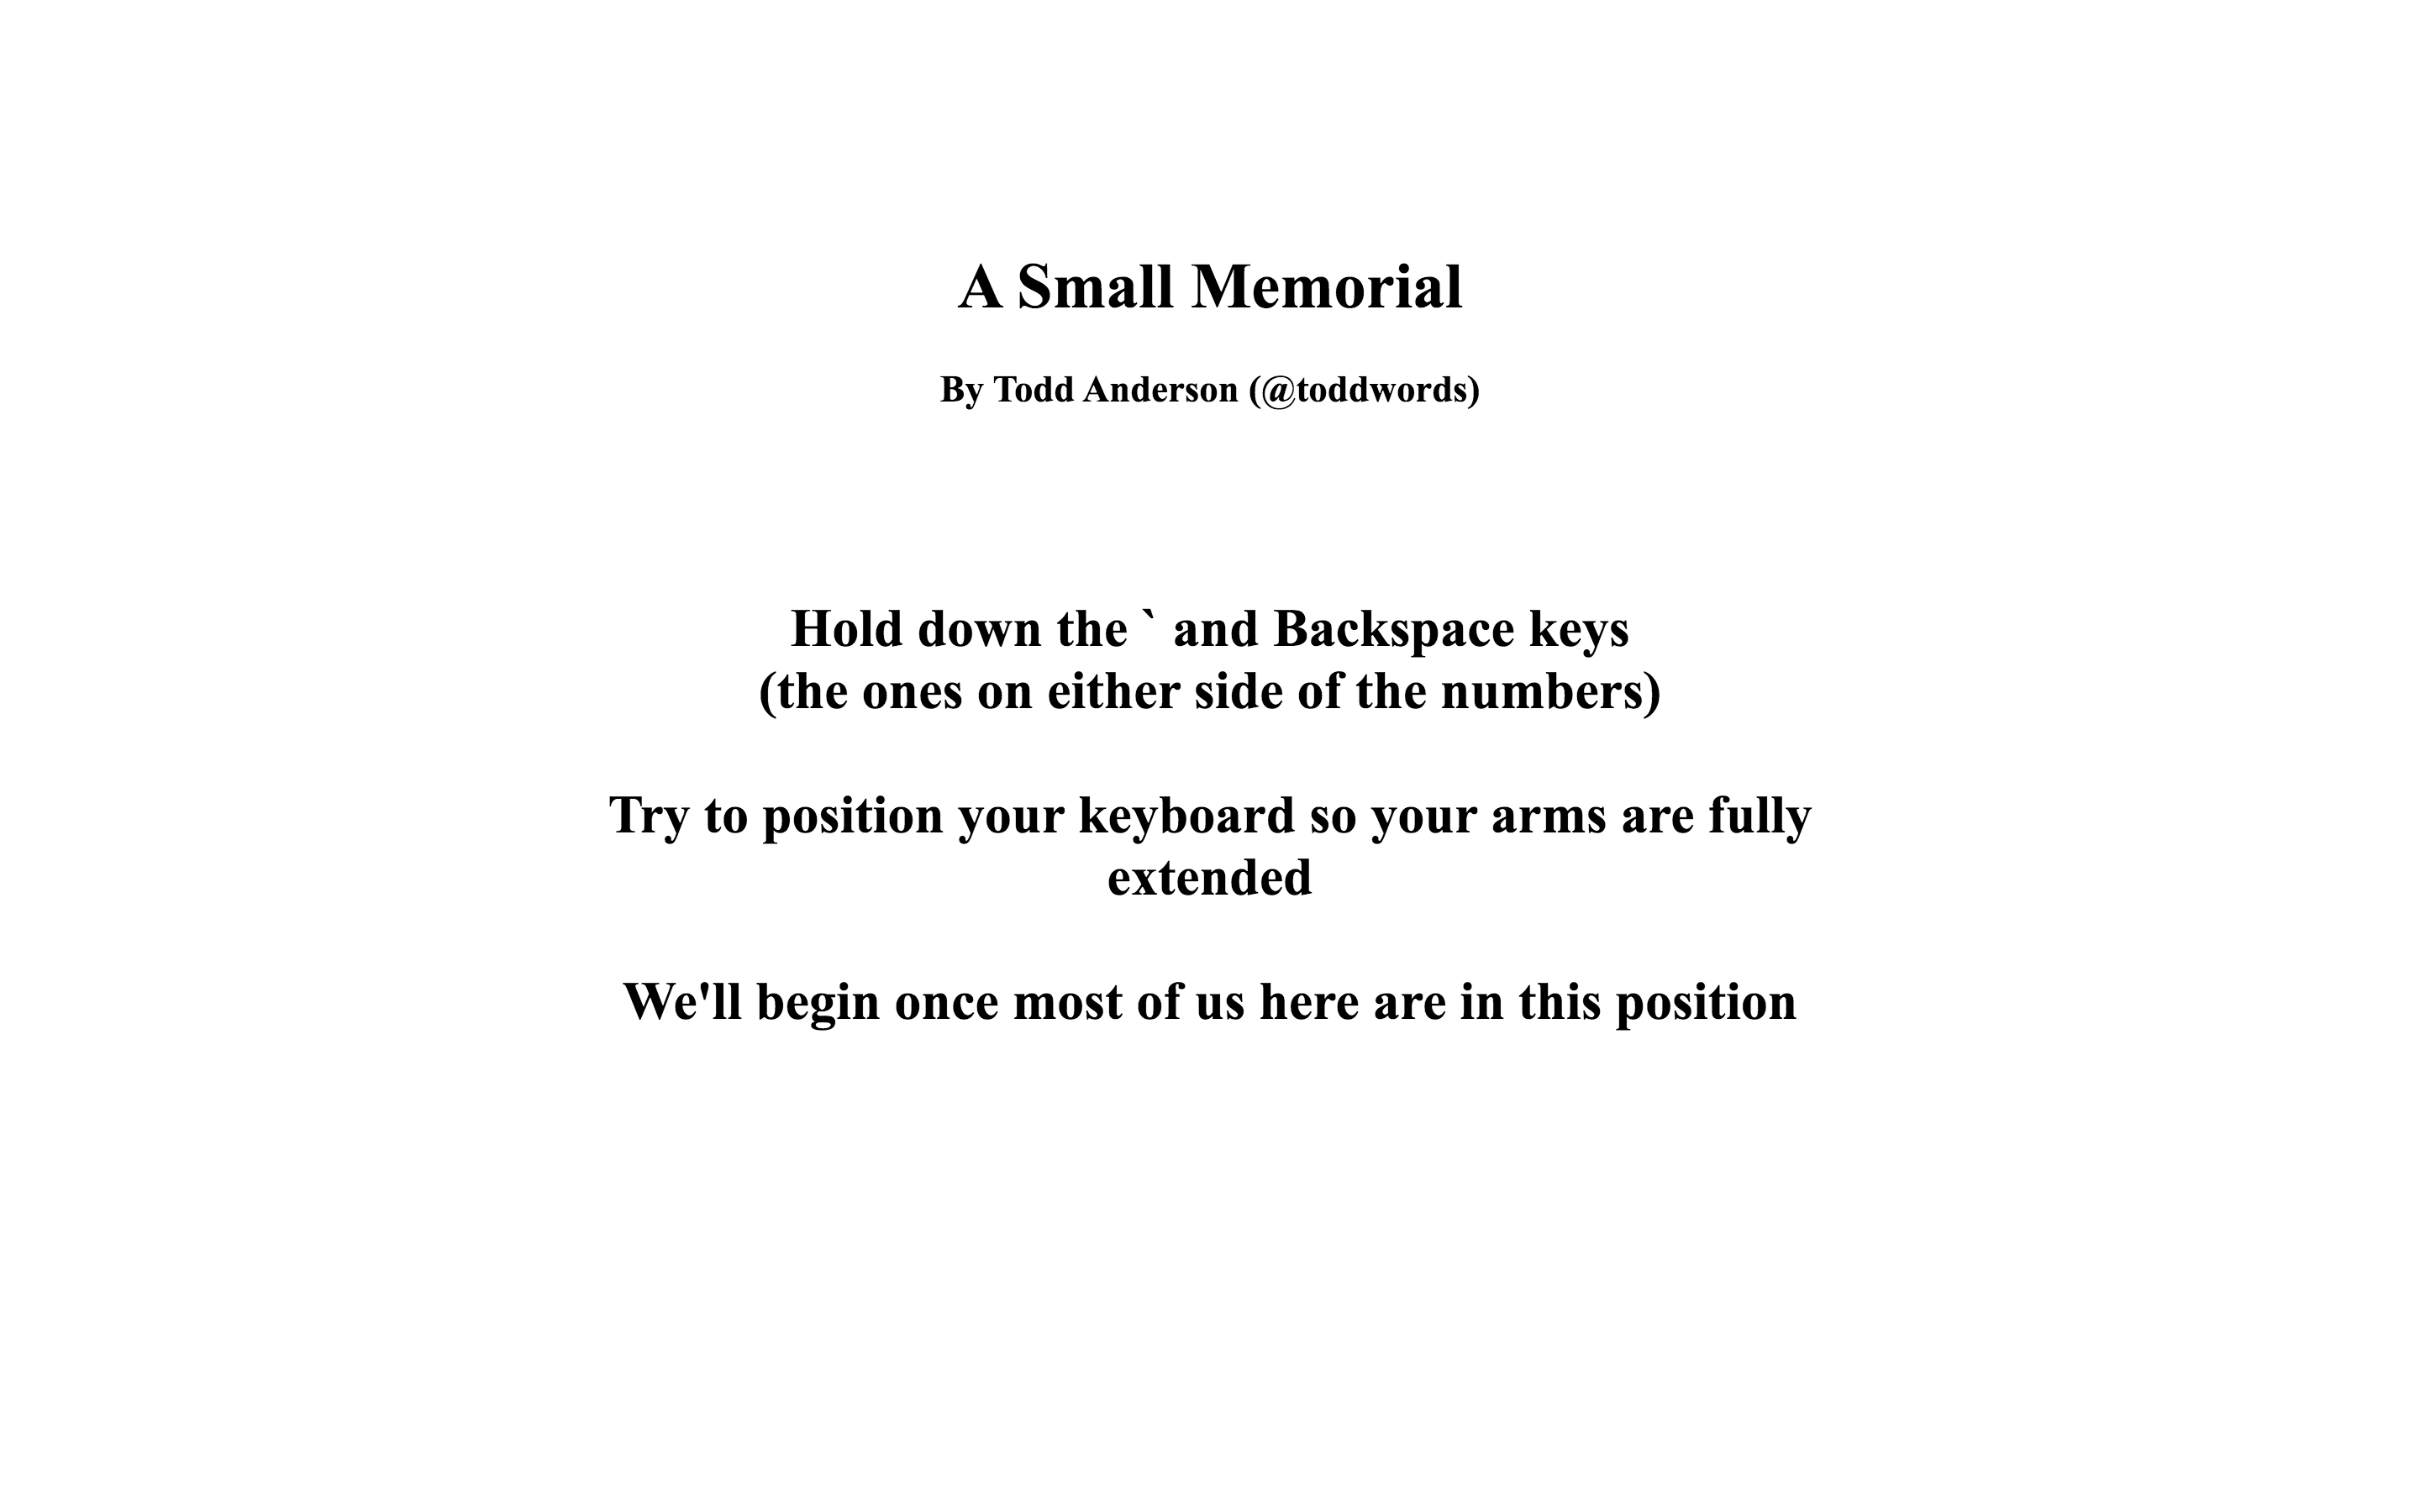 A Small Memorial
By Todd Anderson (@toddwords)
Hold down the ` and Backspace keys
(the ones on either side of the numbers)
Try to position your keyboard so your arms are fully
extended
We'll begin once most of us here are in this position